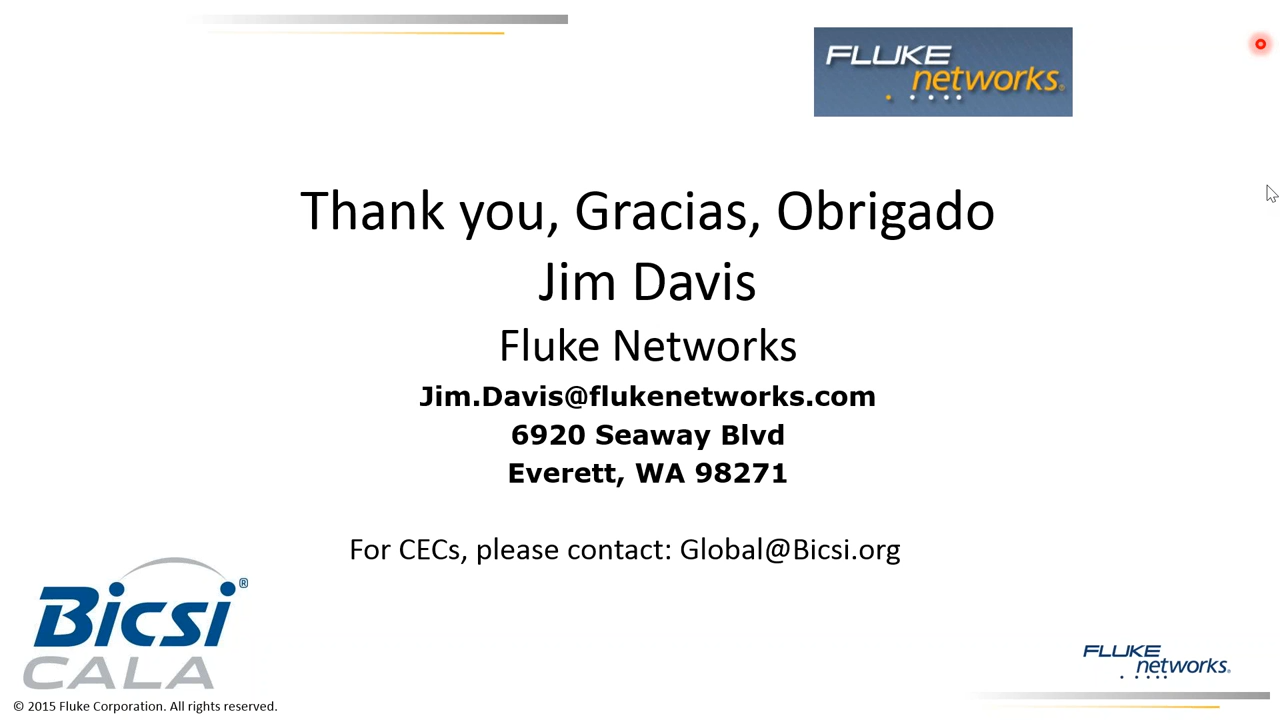 FLUKE
networks®
Thank you, Gracias, Obrigado
Jim Davis
Fluke Networks
Jim.Davis@flukenetworks.com
6920 Seaway Blvd
Everett, WA 98271
For CECs, please contact: Global@Bicsi.org
Bicsi®
CALA
FLUKE
networks®
© 2015 Fluke Corporation. All rights reserved.